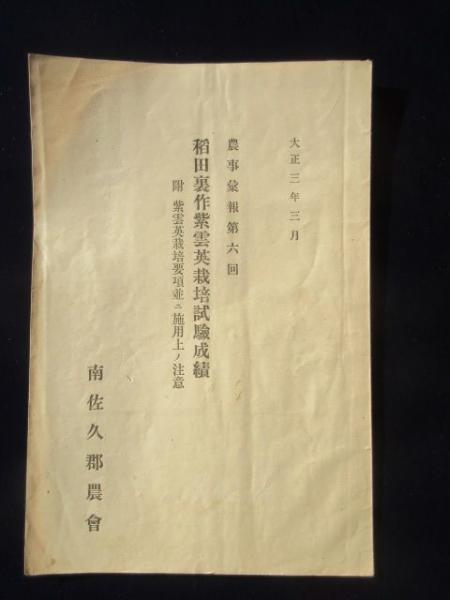 大正三年三月
農事彙報第六回
稻田裏作紫雲英栽培試驗成績
附 紫雲英栽培要項並ニ施用上ノ注意
南佐久郡農會